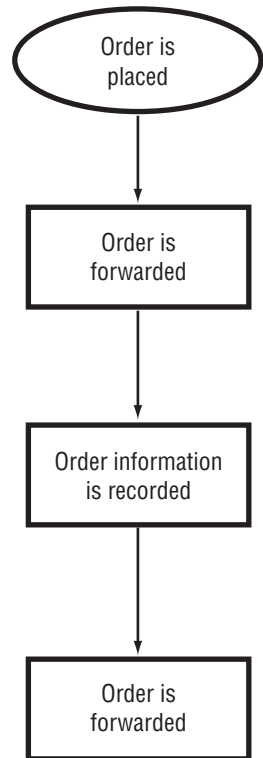 Order is
placed
Order is
forwarded
Order information
is recorded
Order is
forwarded